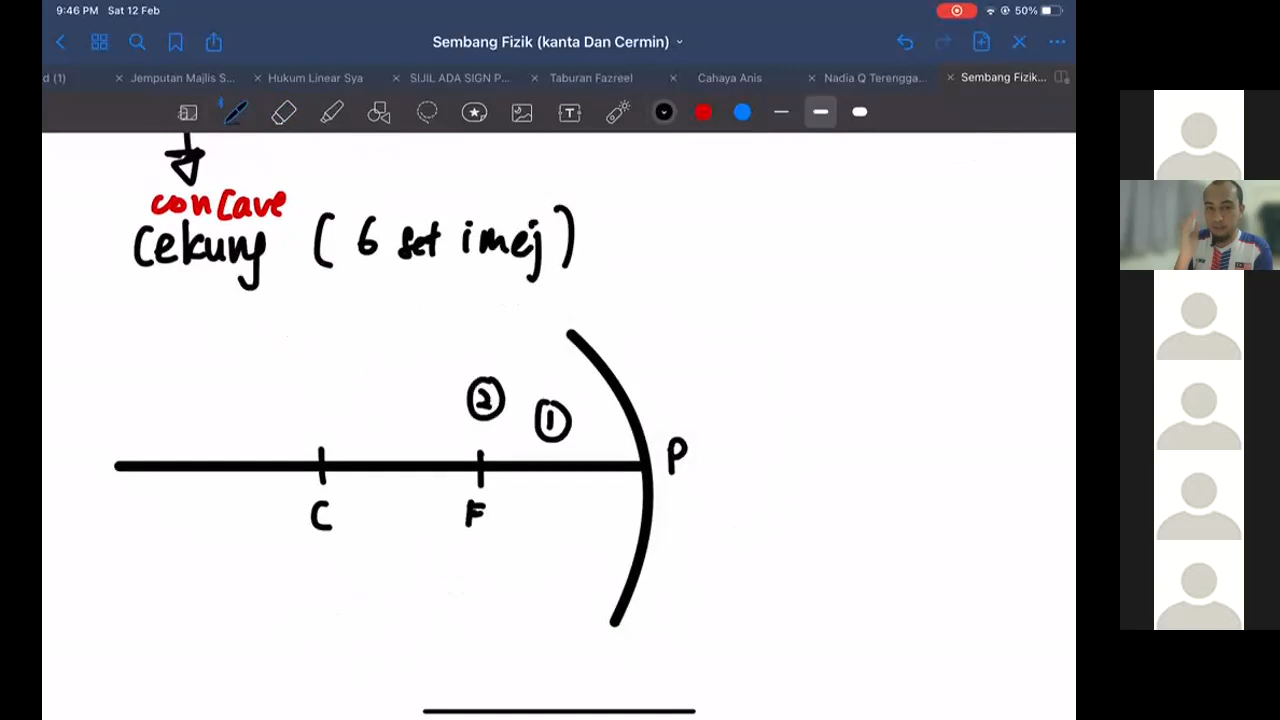 9:46 PM Sat 12 Feb
50%
Sembang Fizik (kanta Dan Cermin)
d (1)
Jemputan Majlis S...
Hukum Linear Sya
SIJIL ADA SIGN P...
Taburan Fazreel
Cahaya Anis
Nadia Q Terengga...
Sembang Fizik...
T
concave
Cekung ( 6 set imej )
2
1
P
C
F